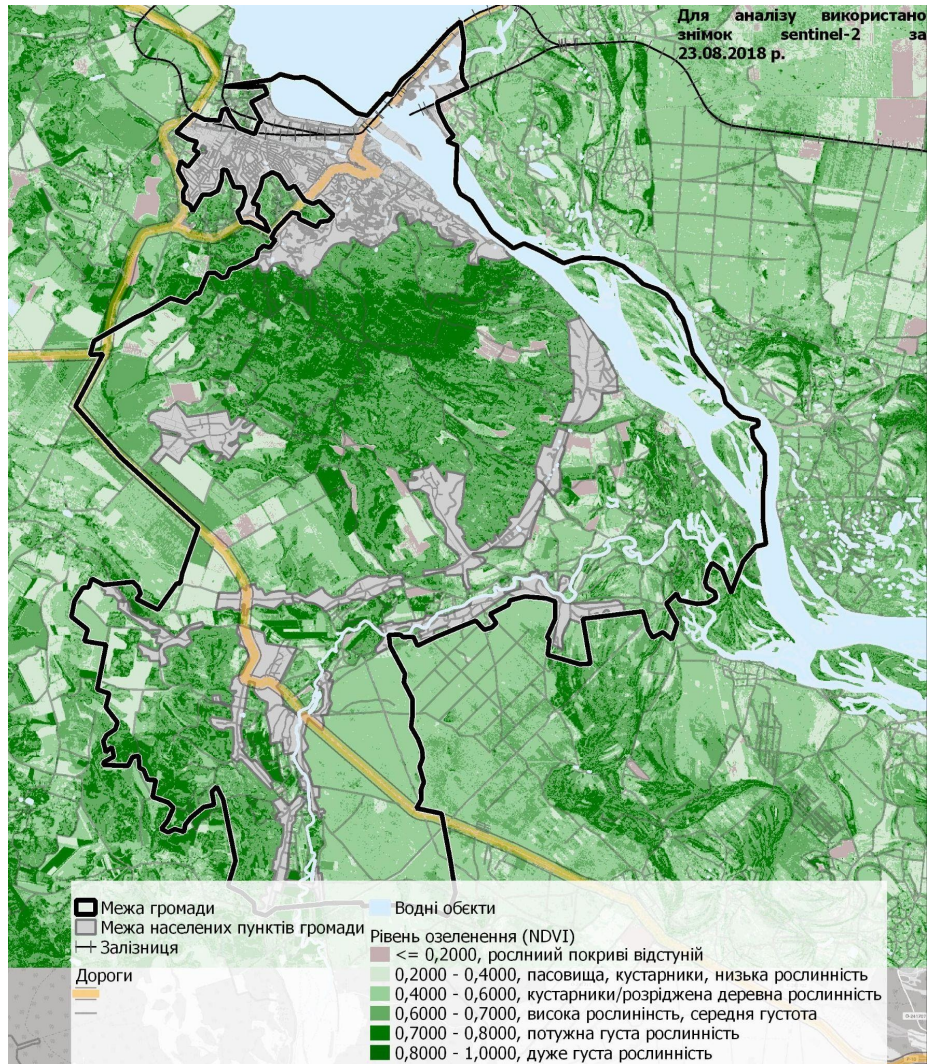 Для аналізу використано
знімок sentinel-2 за
23.08.2018 р.
Межа громади
Межа населених пунктів громади
Залізниця
Дороги
Водні обєкти
Рівень озеленення (NDVI)
<= 0,2000, рослниий покриві відстуній
0,2000 - 0,4000, пасовища, кустарники, низька рослинність
0,4000 - 0,6000, кустарники/розріджена деревна рослинність
0,6000 - 0,7000, висока рослиність, середня густота
0,7000 - 0,8000, потужна густа рослинність
0,8000 - 1,0000, дуже густа рослинність